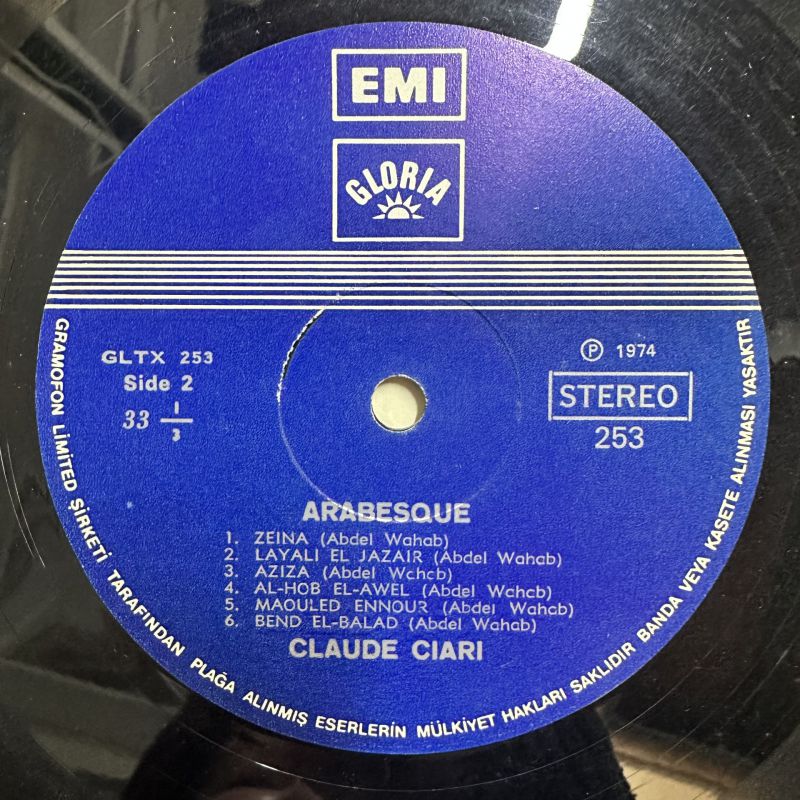 EMI
GLORIA
GLTX 253
Side 2
33 1/3
Ⓟ 1974
STEREO
253
ARABESQUE
1. ZEINA (Abdel Wahab)
2. LAYALI EL JAZAIR (Abdel Wahab)
3. AZIZA (Abdel Wchcb)
4. AL-HOB EL-AWEL (Abdel Wchcb)
5. MAOULED ENNOUR (Abdel Wahab)
6. BEND EL-BALAD (Abdel Wahab)
CLAUDE CIARI
GRAMOFON LİMİTED ŞİRKETİ TARAFINDAN PLAĞA ALINMIŞ ESERLERİN MÜLKİYET HAKLARI SAKLIDIR BANDA VEYA KASETE ALINMASI YASAKTIR